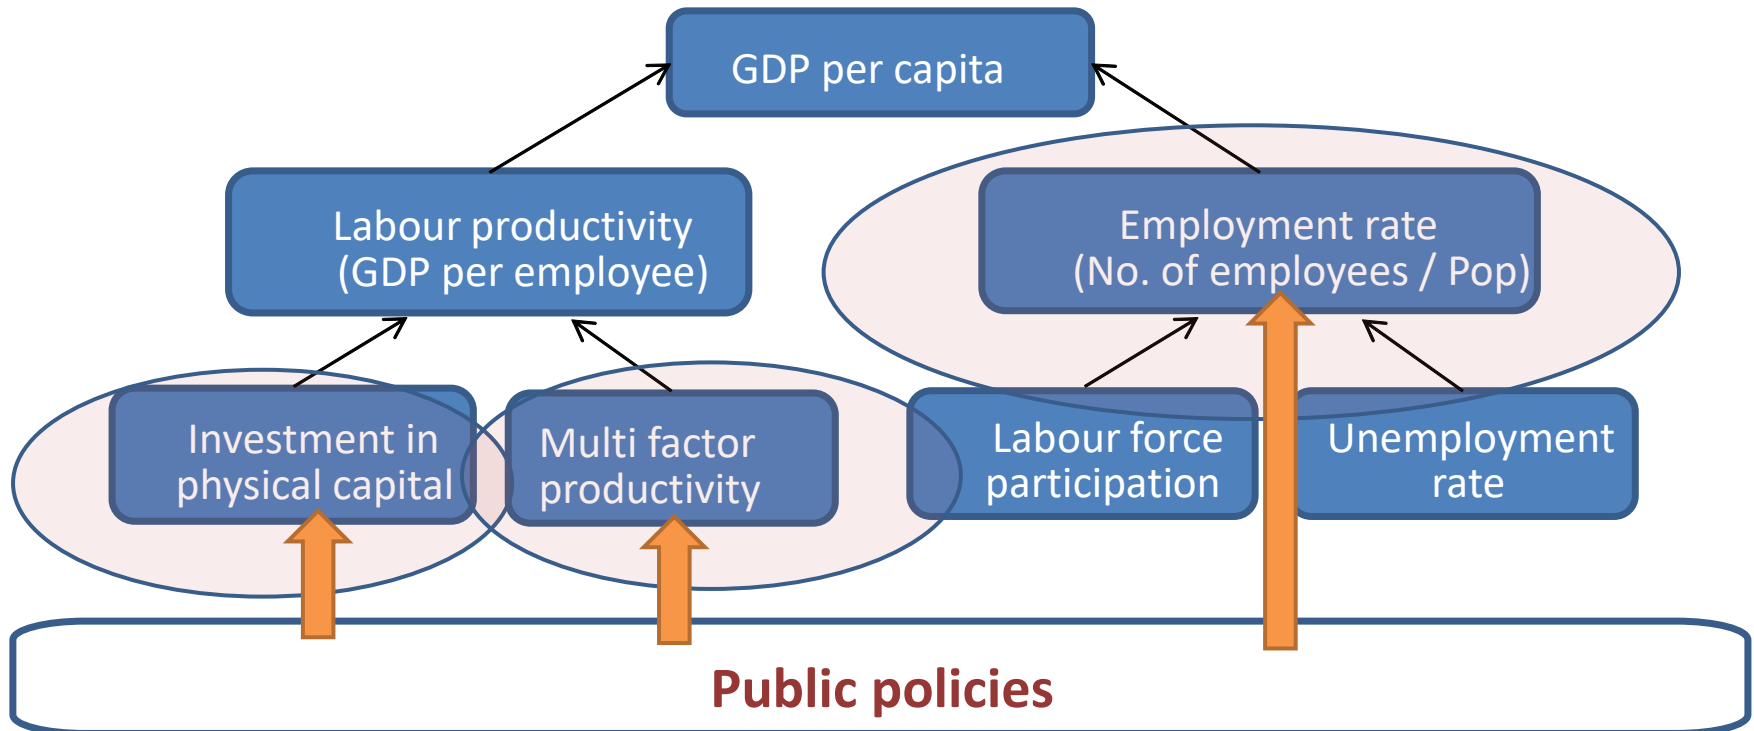 GDP per capita
Labour productivity
(GDP per employee)
Employment rate
(No. of employees / Pop)
Investment in
physical capital
Multi factor
productivity
Labour force
participation
Unemployment
rate
Public policies